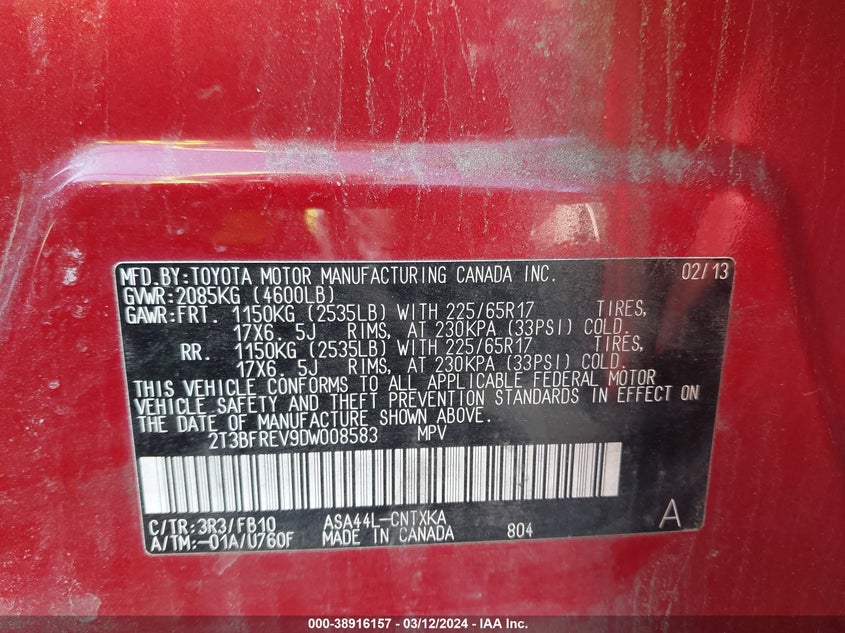 MFD. BY: TOYOTA MOTOR MANUFACTURING CANADA INC. 02/13
GVWR: 2085KG (4600LB)
GAWR: FRT. 1150KG (2535LB) WITH 225/65R17 TIRES,
17X6. 5J RIMS, AT 230KPA (33PSI) COLD.
RR. 1150KG (2535LB) WITH 225/65R17 TIRES,
17X6. 5J RIMS, AT 230KPA (33PSI) COLD.
THIS VEHICLE CONFORMS TO ALL APPLICABLE FEDERAL MOTOR
VEHICLE SAFETY AND THEFT PREVENTION STANDARDS IN EFFECT ON
THE DATE OF MANUFACTURE SHOWN ABOVE.
2T3BFREV9DW008583 MPV
C/TR: 3R3/FB10 ASA44L-CNTXKA A
A/TM: -01A/U760F MADE IN CANADA 804
000-38916157 - 03/12/2024 - IAA Inc.